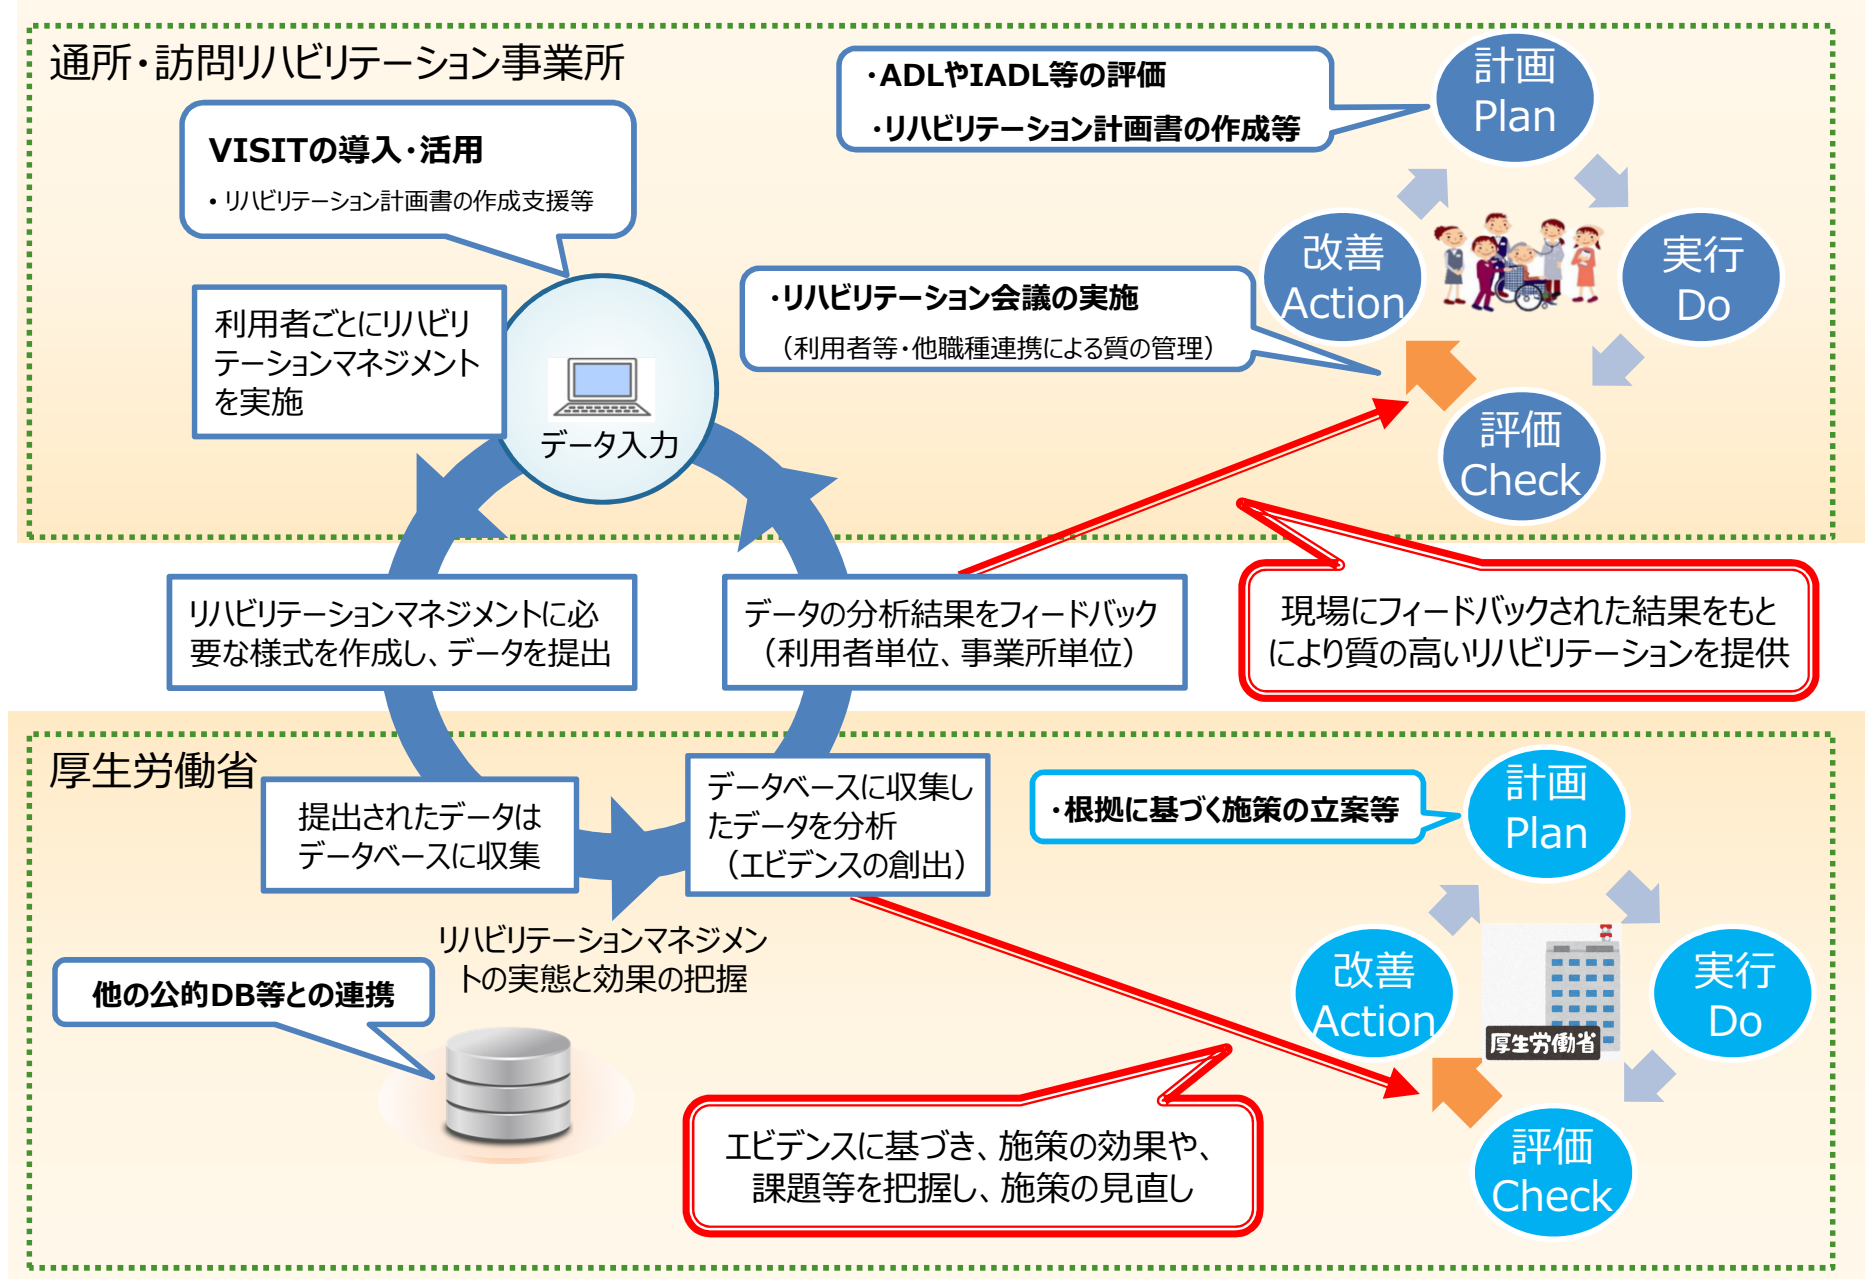 通所・訪問リハビリテーション事業所
・ADLやIADL等の評価
・リハビリテーション計画書の作成等
計画
Plan
VISITの導入・活用
• リハビリテーション計画書の作成支援等
改善
Action
実行
Do
・リハビリテーション会議の実施
（利用者等・他職種連携による質の管理）
利用者ごとにリハビリ
テーションマネジメント
を実施
データ入力
評価
Check
リハビリテーションマネジメントに必
要な様式を作成し、データを提出
データの分析結果をフィードバック
（利用者単位、事業所単位）
現場にフィードバックされた結果をもと
により質の高いリハビリテーションを提供
厚生労働省
提出されたデータは
データベースに収集
データベースに収集し
たデータを分析
（エビデンスの創出）
・根拠に基づく施策の立案等
計画
Plan
リハビリテーションマネジメン
トの実態と効果の把握
他の公的DB等との連携
改善
Action
厚生労働省
実行
Do
エビデンスに基づき、施策の効果や、
課題等を把握し、施策の見直し
評価
Check